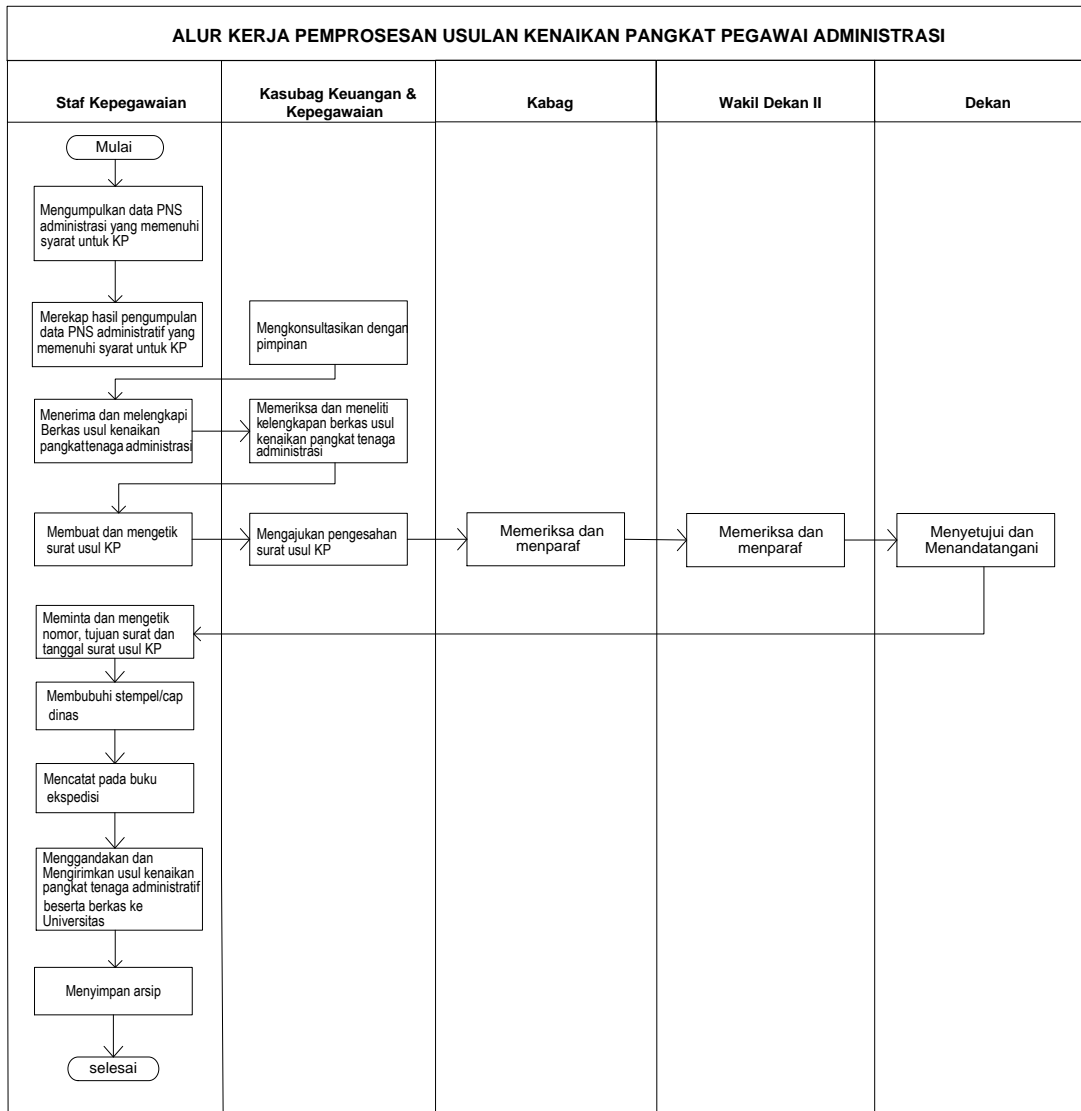 ALUR KERJA PEMPROSESAN USULAN KENAIKAN PANGKAT PEGAWAI ADMINISTRASI
Staf Kepegawaian
Kasubag Keuangan &
Kepegawaian
Kabag
Wakil Dekan II
Dekan
Mulai
Mengumpulkan data PNS
administrasi yang memenuhi
syarat untuk KP
Merekap hasil pengumpulan
data PNS administratif yang
memenuhi syarat untuk KP
Mengkonsultasikan dengan
pimpinan
Menerima dan melengkapi
Berkas usul kenaikan
pangkat tenaga administrasi
Memeriksa dan meneliti
kelengkapan berkas usul
kenaikan pangkat tenaga
administrasi
Membuat dan mengetik
surat usul KP
Mengajukan pengesahan
surat usul KP
Memeriksa dan
menparaf
Memeriksa dan
menparaf
Menyetujui dan
Menandatangani
Meminta dan mengetik
nomor, tujuan surat dan
tanggal surat usul KP
Membubuhi stempel/cap
dinas
Mencatat pada buku
ekspedisi
Menggandakan dan
Mengirimkan usul kenaikan
pangkat tenaga administratif
beserta berkas ke
Universitas
Menyimpan arsip
selesai